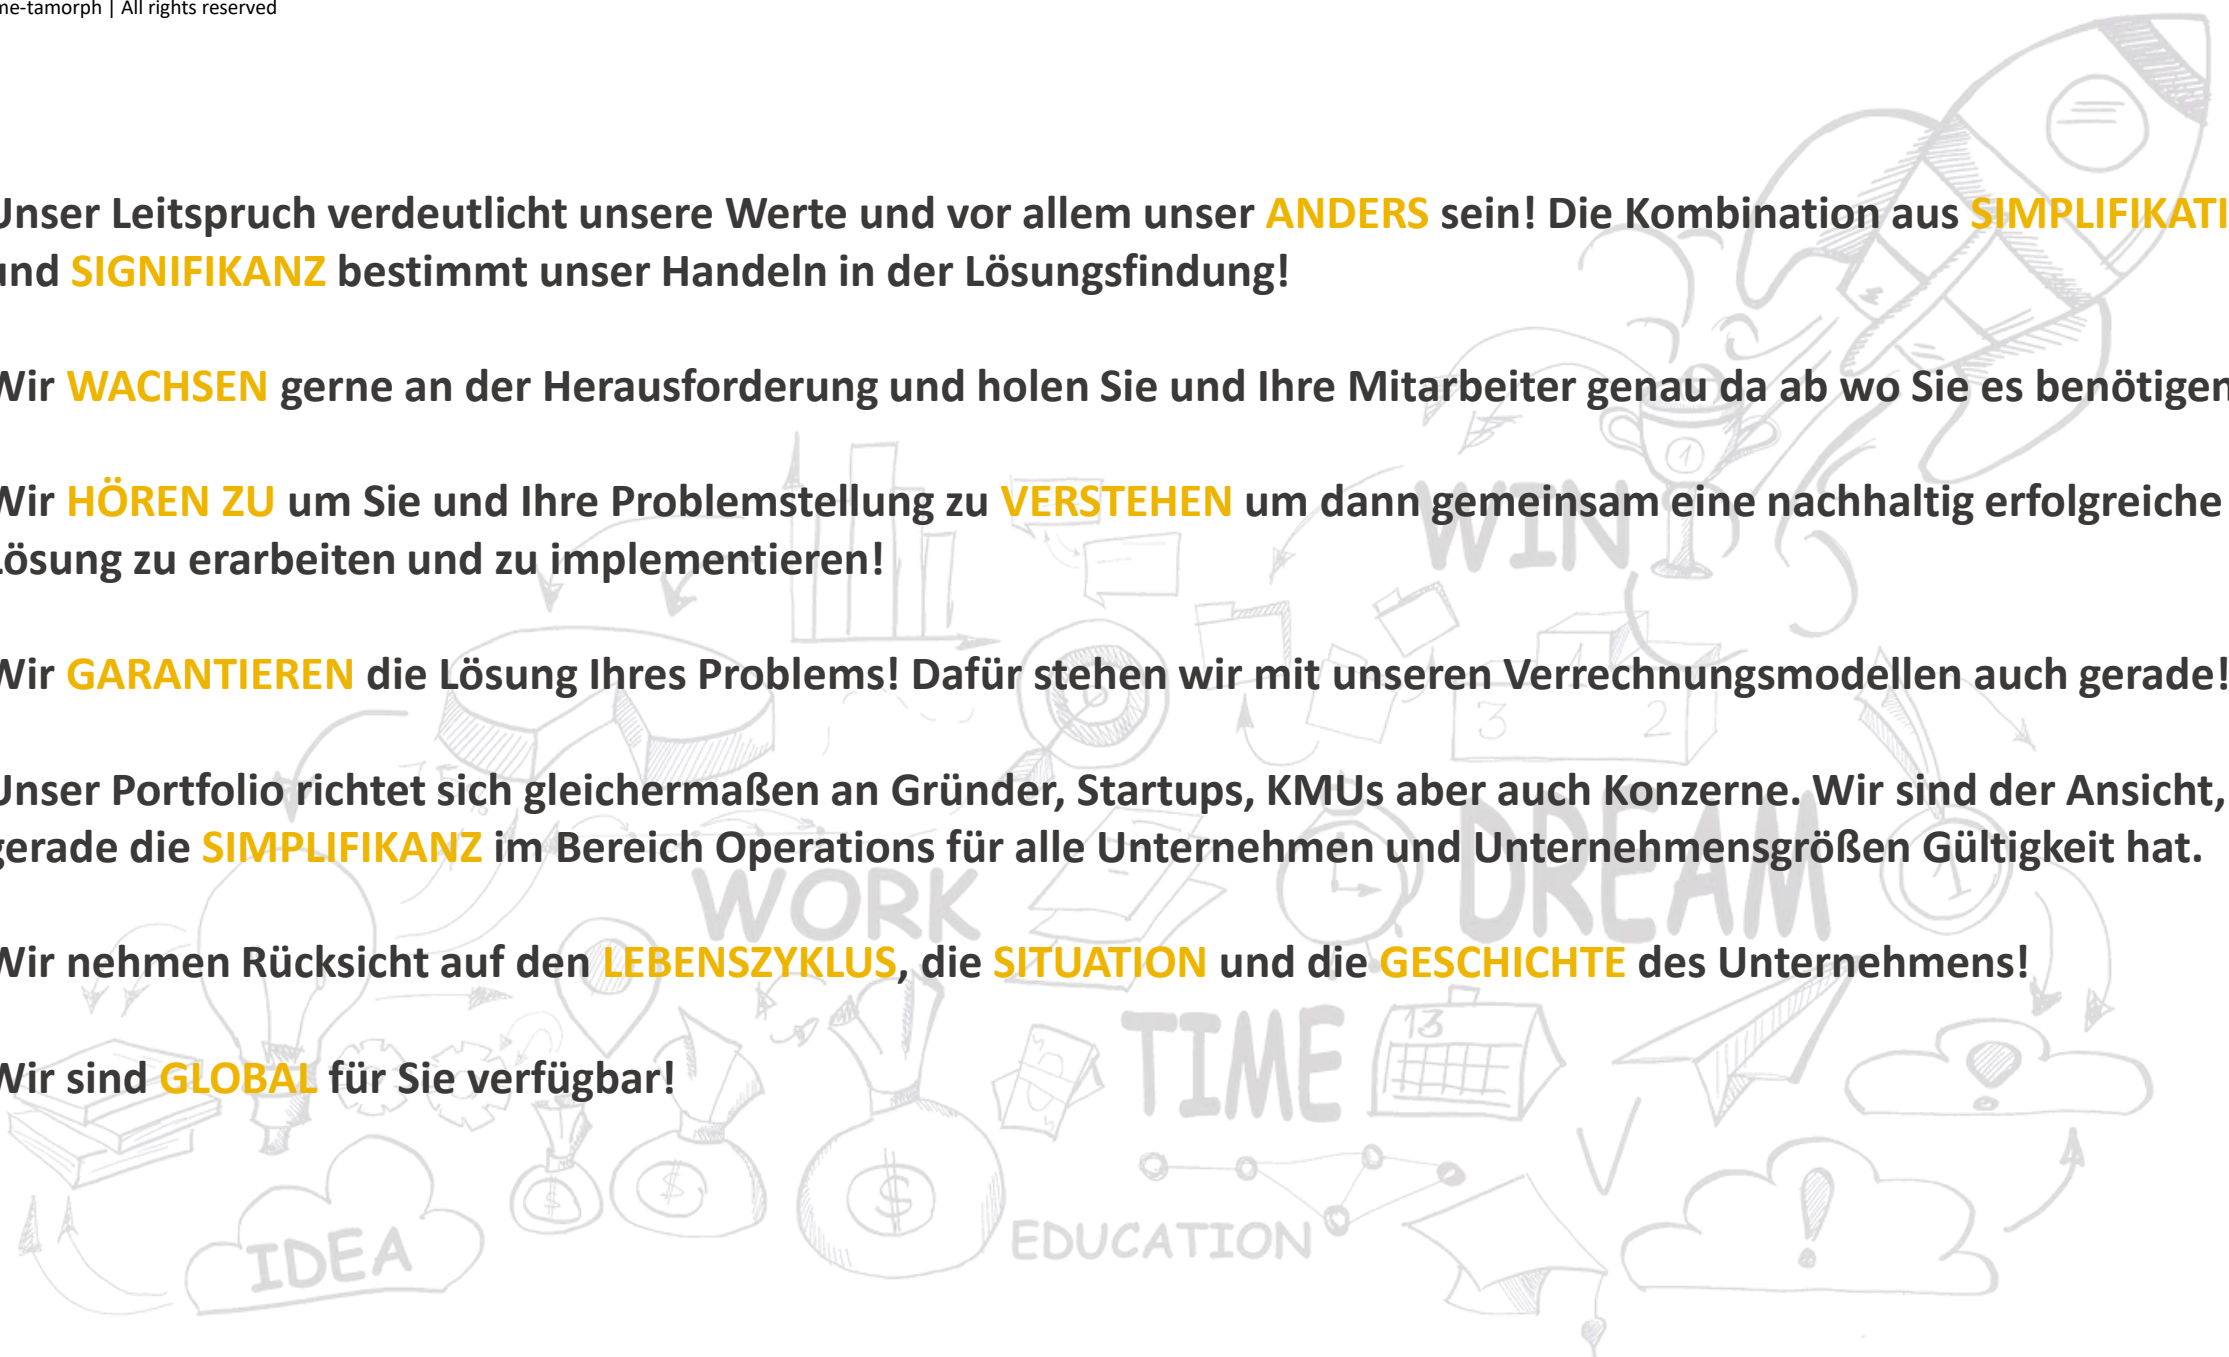 me-tamorph | All rights reserved
Unser Leitspruch verdeutlicht unsere Werte und vor allem unser ANDERS sein! Die Kombination aus SIMPLIFIKATI
und SIGNIFIKANZ bestimmt unser Handeln in der Lösungsfindung!
Wir WACHSEN gerne an der Herausforderung und holen Sie und Ihre Mitarbeiter genau da ab wo Sie es benötigen
Wir HÖREN ZU um Sie und Ihre Problemstellung zu VERSTEHEN um dann gemeinsam eine nachhaltig erfolgreiche
Lösung zu erarbeiten und zu implementieren!
Wir GARANTIEREN die Lösung Ihres Problems! Dafür stehen wir mit unseren Verrechnungsmodellen auch gerade!
Unser Portfolio richtet sich gleichermaßen an Gründer, Startups, KMUs aber auch Konzerne. Wir sind der Ansicht,
gerade die SIMPLIFIKANZ im Bereich Operations für alle Unternehmen und Unternehmensgrößen Gültigkeit hat.
Wir nehmen Rücksicht auf den LEBENSZYKLUS, die SITUATION und die GESCHICHTE des Unternehmens!
Wir sind GLOBAL für Sie verfügbar!
WIN
1
1
3 2
WORK
DREAM
1
TIME
13
$ $ $
IDEA
EDUCATION